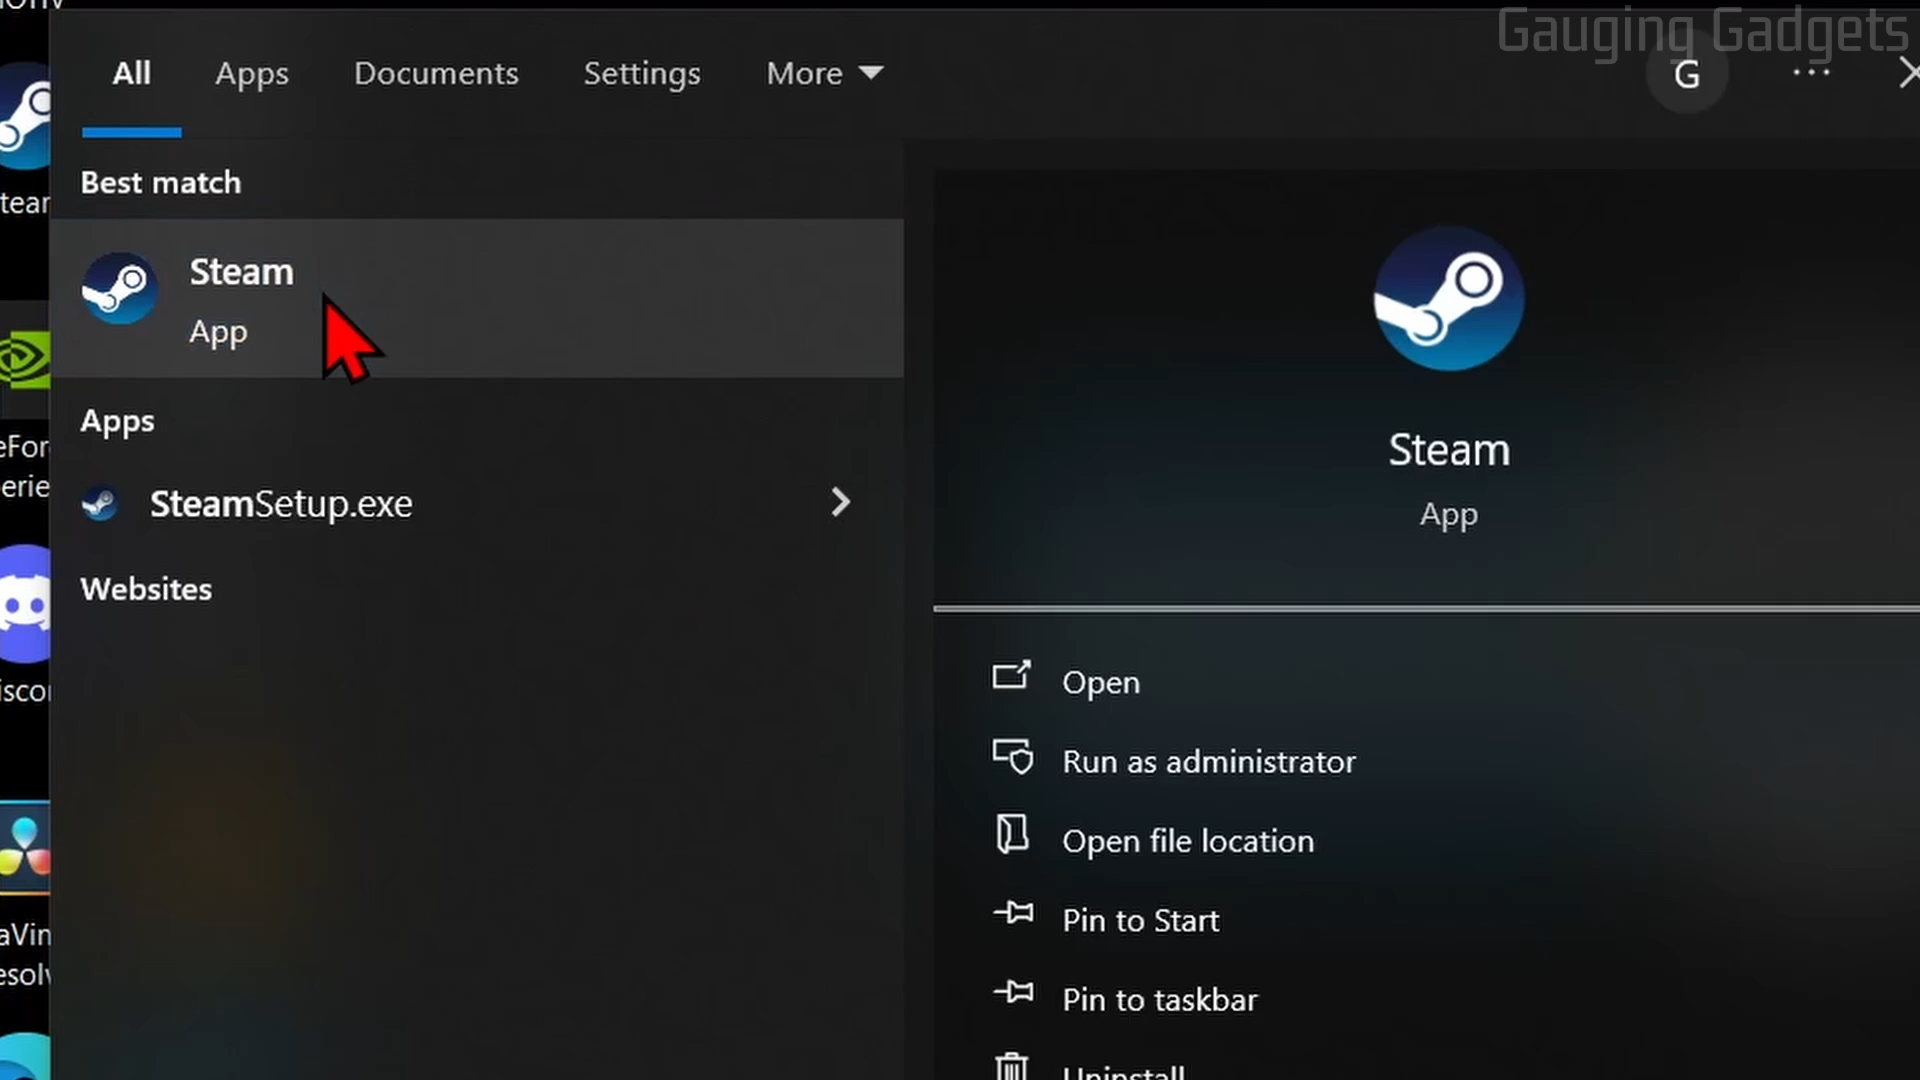 Gauging Gadgets
All
Apps
Documents
Settings
More
G
Best match
Steam
App
Apps
SteamSetup.exe
Websites
Steam
App
Open
Run as administrator
Open file location
Pin to Start
Pin to taskbar
Uninstall